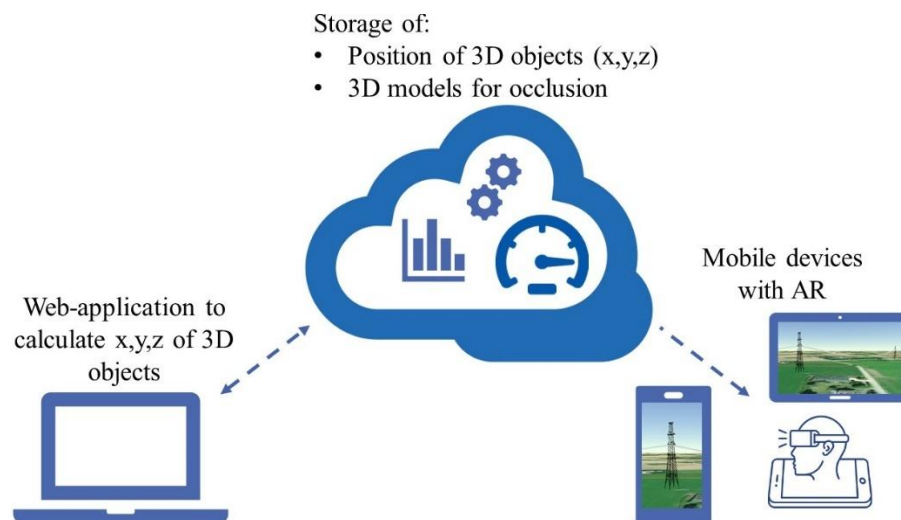 Storage of:
• Position of 3D objects (x,y,z)
• 3D models for occlusion
Mobile devices
with AR
Web-application to
calculate x,y,z of 3D
objects